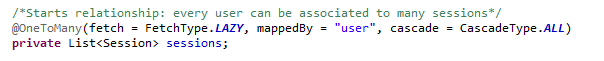 /*Starts relationship: every user can be associated to many sessions*/
@OneToMany(fetch = FetchType.LAZY, mappedBy = "user", cascade = CascadeType.ALL)
private List<Session> sessions;